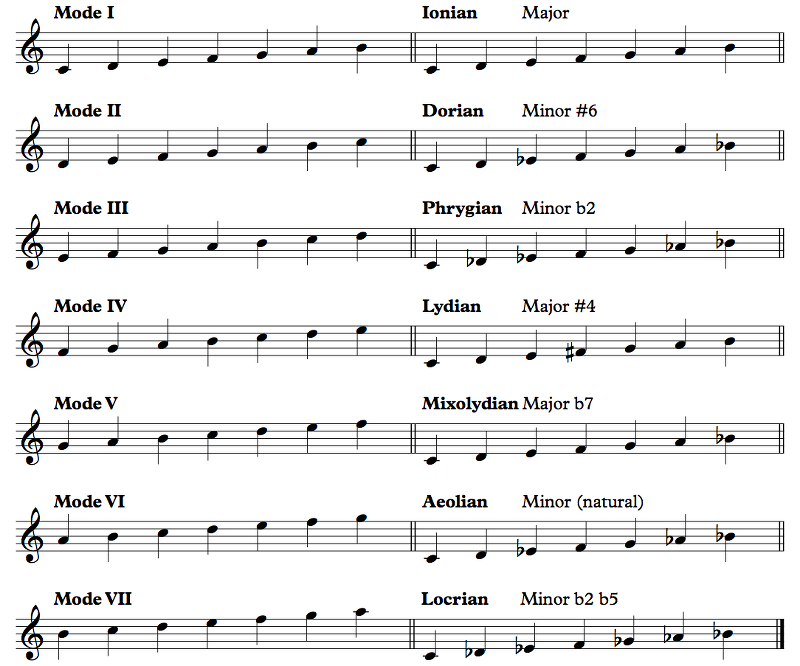 Mode I Ionian Major
Mode II Dorian Minor #6
Mode III Phrygian Minor b2
Mode IV Lydian Major #4
Mode V Mixolydian Major b7
Mode VI Aeolian Minor (natural)
Mode VII Locrian Minor b2 b5